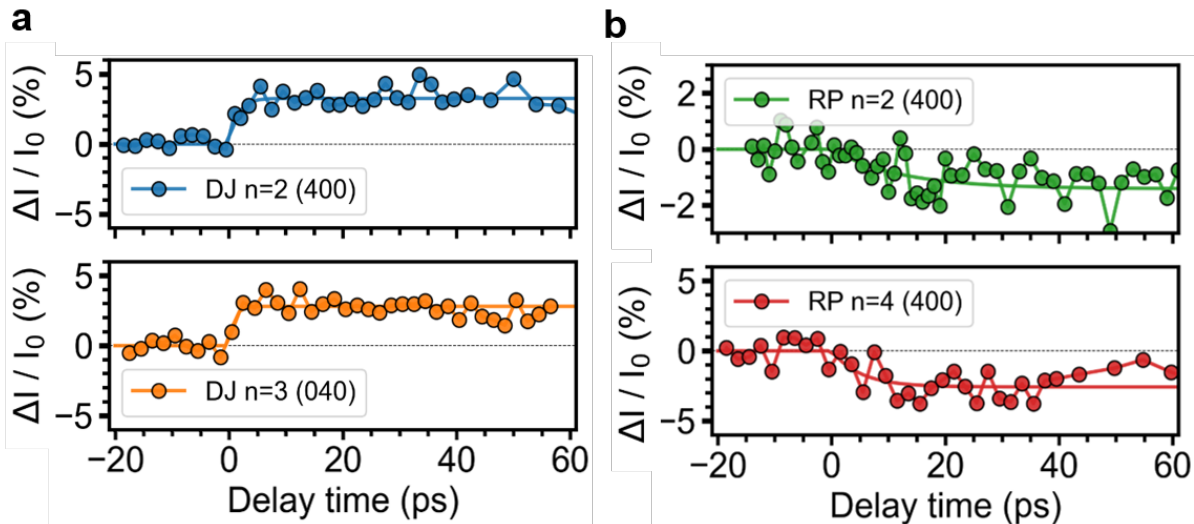 a
b
ΔI / I₀ (%)
5
0
−5
DJ n=2 (400)
ΔI / I₀ (%)
5
0
−5
DJ n=3 (040)
−20
0
20
40
60
Delay time (ps)
ΔI / I₀ (%)
2
0
−2
RP n=2 (400)
ΔI / I₀ (%)
5
0
−5
RP n=4 (400)
−20
0
20
40
60
Delay time (ps)